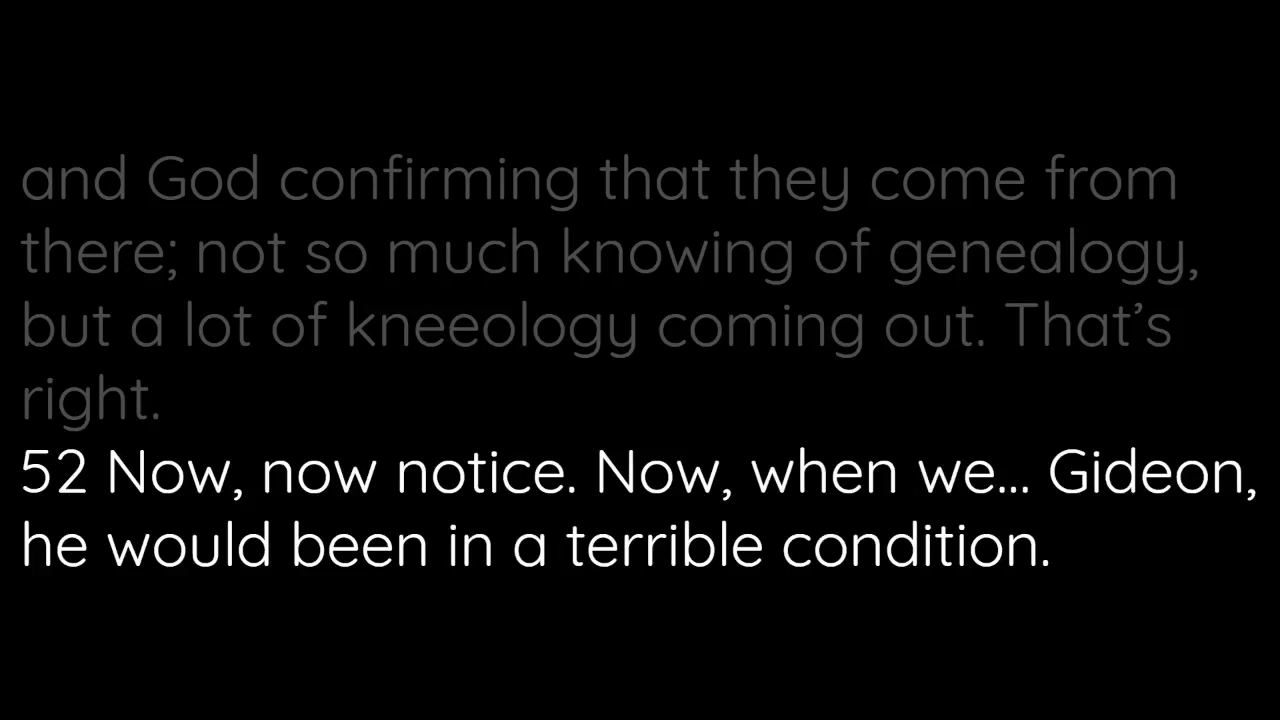 and God confirming that they come from
there; not so much knowing of genealogy,
but a lot of kneeology coming out. That’s
right.
52 Now, now notice. Now, when we... Gideon,
he would been in a terrible condition.